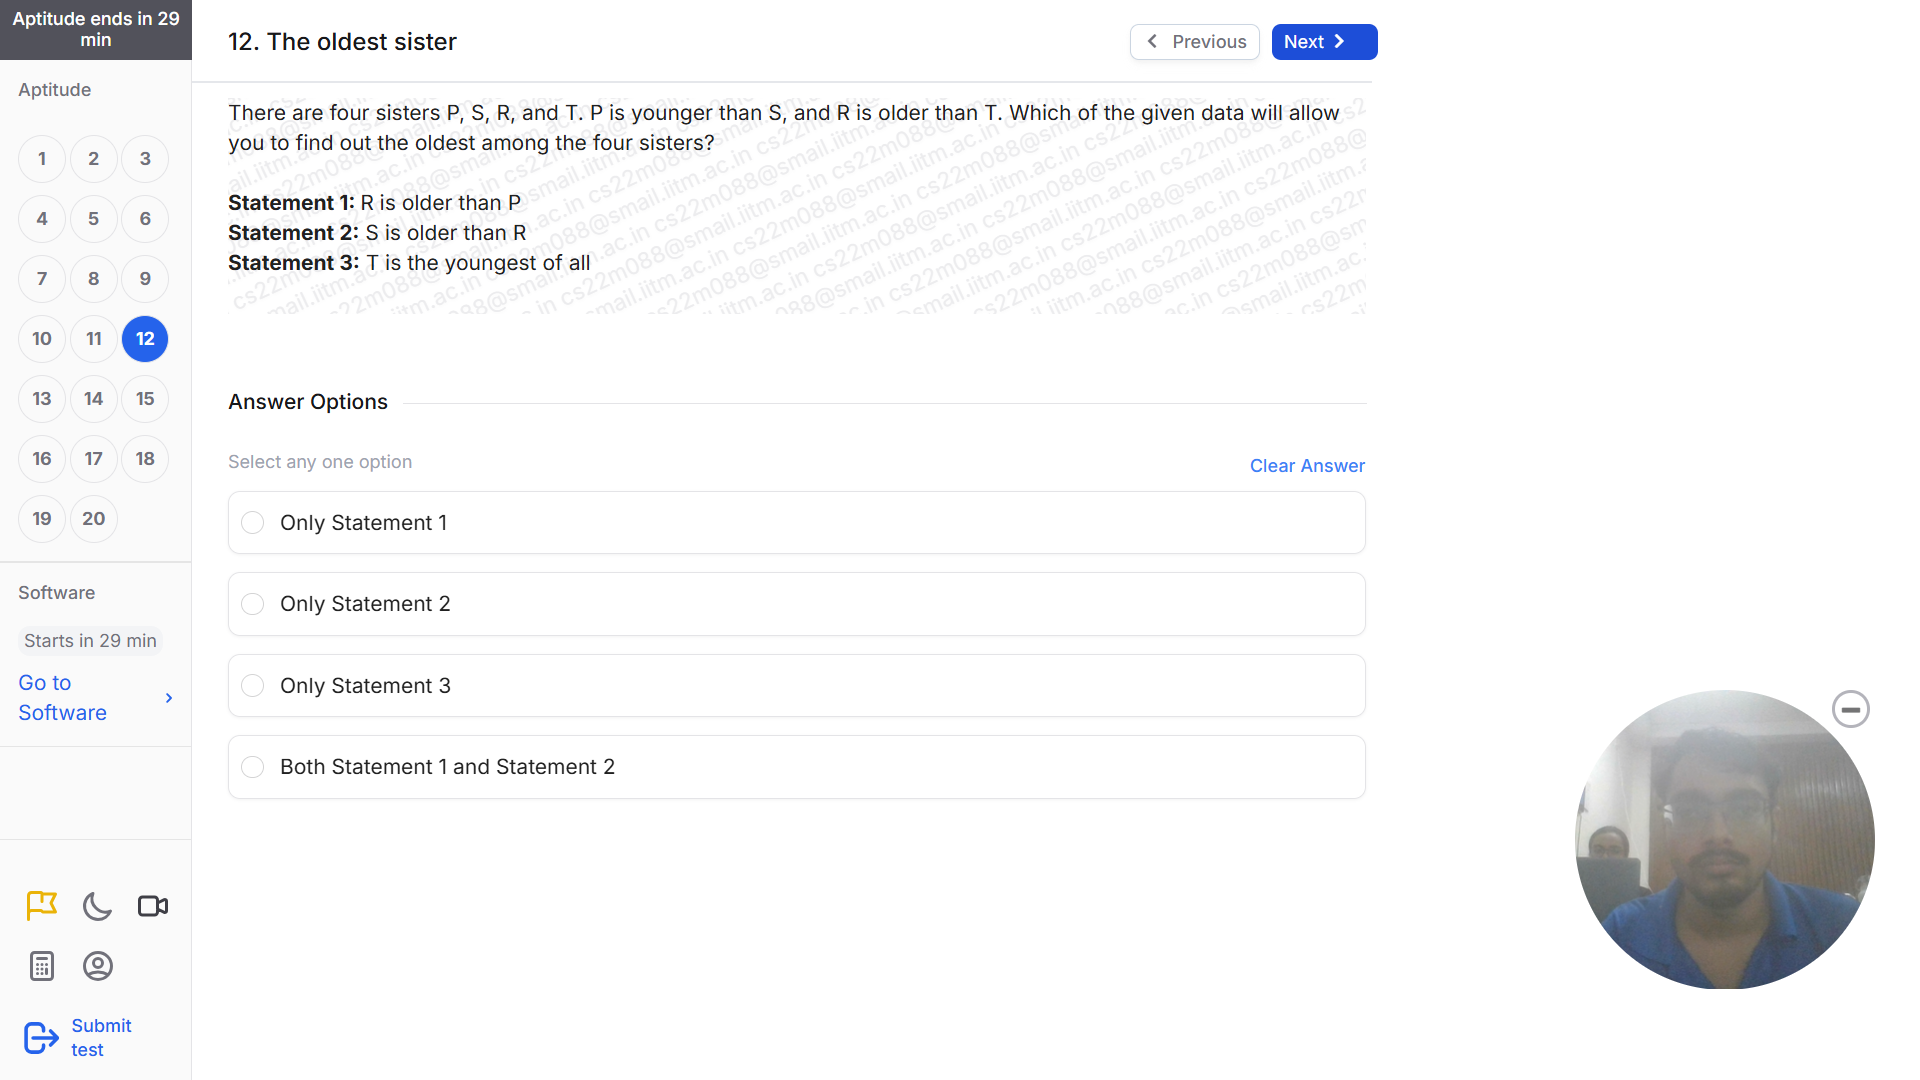 Aptitude ends in 29
min
12. The oldest sister
Previous
Next
Aptitude
1 2 3
4 5 6
7 8 9
10 11 12
13 14 15
16 17 18
19 20
Software
Starts in 29 min
Go to
Software
Submit
test
There are four sisters P, S, R, and T. P is younger than S, and R is older than T. Which of the given data will allow
you to find out the oldest among the four sisters?
Statement 1: R is older than P
Statement 2: S is older than R
Statement 3: T is the youngest of all
cs22m088@smail.iitm.ac.in
Answer Options
Select any one option
Clear Answer
Only Statement 1
Only Statement 2
Only Statement 3
Both Statement 1 and Statement 2